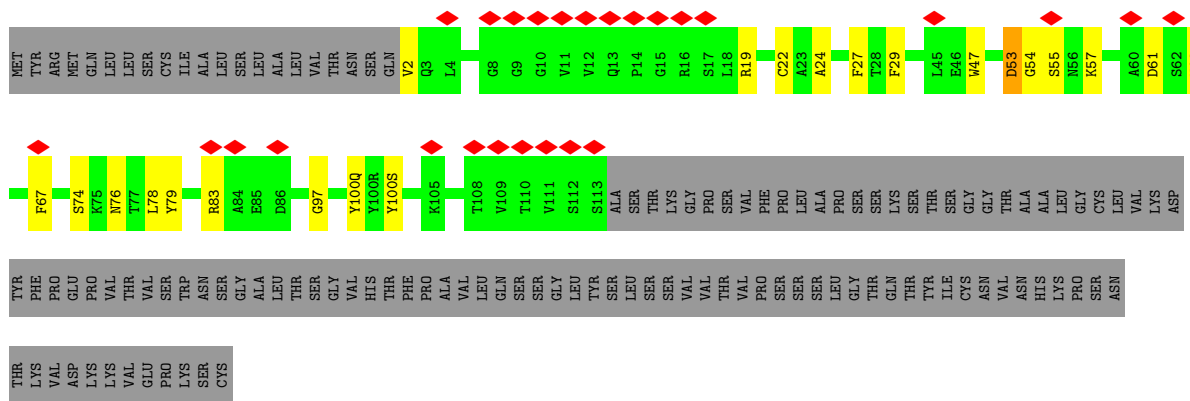 MET TYR ARG MET GLN LEU LEU SER CYS ILE ALA LEU SER LEU ALA LEU VAL THR ASN SER GLN V2 Q3 L4 G8 G9 G10 V11 V12 Q13 P14 G15 R16 S17 L18 R19 C22 A23 A24 F27 T28 F29 L45 E46 W47 D53 G54 S55 N56 K57 A60 D61 S62
F67 S74 K75 N76 T77 L78 Y79 R83 A84 E85 D86 G97 Y100Q Y100R Y100S K105 T108 V109 T110 V111 S112 S113 ALA SER THR LYS GLY PRO SER VAL PHE PRO LEU ALA PRO SER SER LYS SER THR SER GLY GLY THR ALA ALA LEU GLY CYS LEU VAL LYS ASP
TYR PHE PRO GLU PRO VAL THR VAL SER TRP ASN SER GLY ALA LEU THR SER GLY VAL HIS THR PHE PRO ALA VAL LEU GLN SER SER GLY LEU TYR SER LEU SER SER VAL VAL THR VAL PRO SER SER SER LEU GLY THR GLN THR TYR ILE CYS ASN VAL ASN HIS LYS PRO SER ASN
THR LYS VAL ASP LYS LYS VAL GLU PRO LYS SER CYS